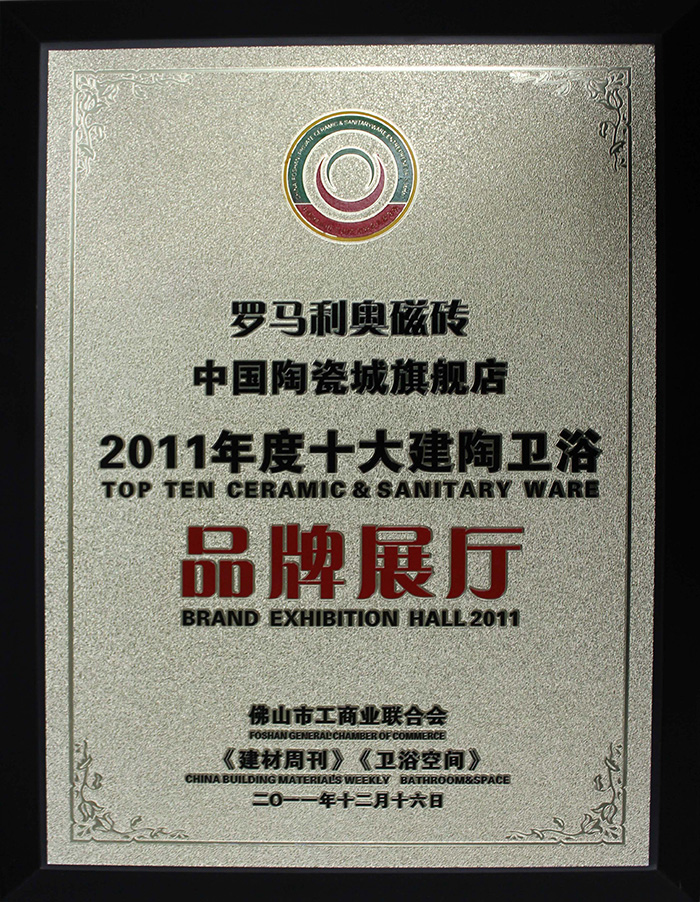 罗马利奥磁砖
中国陶瓷城旗舰店
2011年度十大建陶卫浴
TOP TEN CERAMIC & SANITARY WARE
品牌展厅
BRAND EXHIBITION HALL 2011
佛山市工商业联合会
FOSHAN GENERAL CHAMBER OF COMMERCE
《建材周刊》《卫浴空间》
CHINA BUILDING MATERIALS WEEKLY BATHROOM&SPACE
二〇一一年十二月十六日